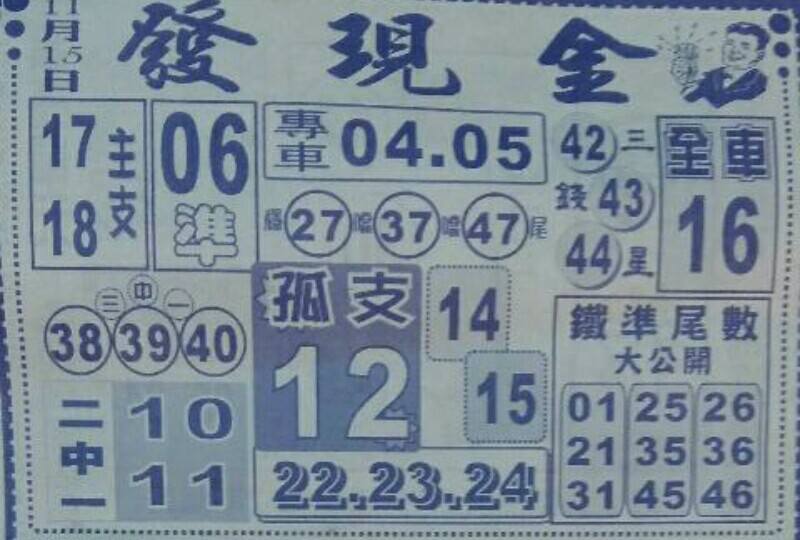 11月15日
發現金
17
18
主支
06
準
專車
04.05
27
37
47
尾
42
43
44
三錢星
全車
16
三中一
38 39 40
孤支
12
14
15
鐵準尾數
大公開
01 25 26
21 35 36
31 45 46
二中一
10
11
22.23.24